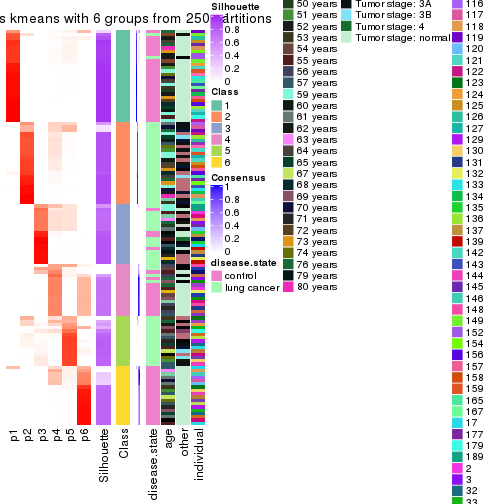 s kmeans with 6 groups from 250 partitions
Silhouette
1
0.8
0.6
0.4
0.2
0
Class
1
2
3
4
5
6
Consensus
1
0.8
0.6
0.4
0.2
0
disease.state
control
lung cancer
50 years
51 years
52 years
53 years
54 years
55 years
56 years
57 years
59 years
60 years
61 years
62 years
63 years
64 years
65 years
67 years
68 years
69 years
70 years
71 years
72 years
73 years
74 years
76 years
79 years
80 years
Tumor stage: 3A
Tumor stage: 3B
Tumor stage: 4
Tumor stage: normal
116
117
118
119
120
121
122
123
124
125
126
127
129
130
131
132
133
134
135
136
137
139
142
143
144
145
146
148
149
152
154
156
157
158
159
165
167
17
177
179
189
2
3
32
33
p1
p2
p3
p4
p5
p6
Silhouette
Class
disease.state
age
other
individual